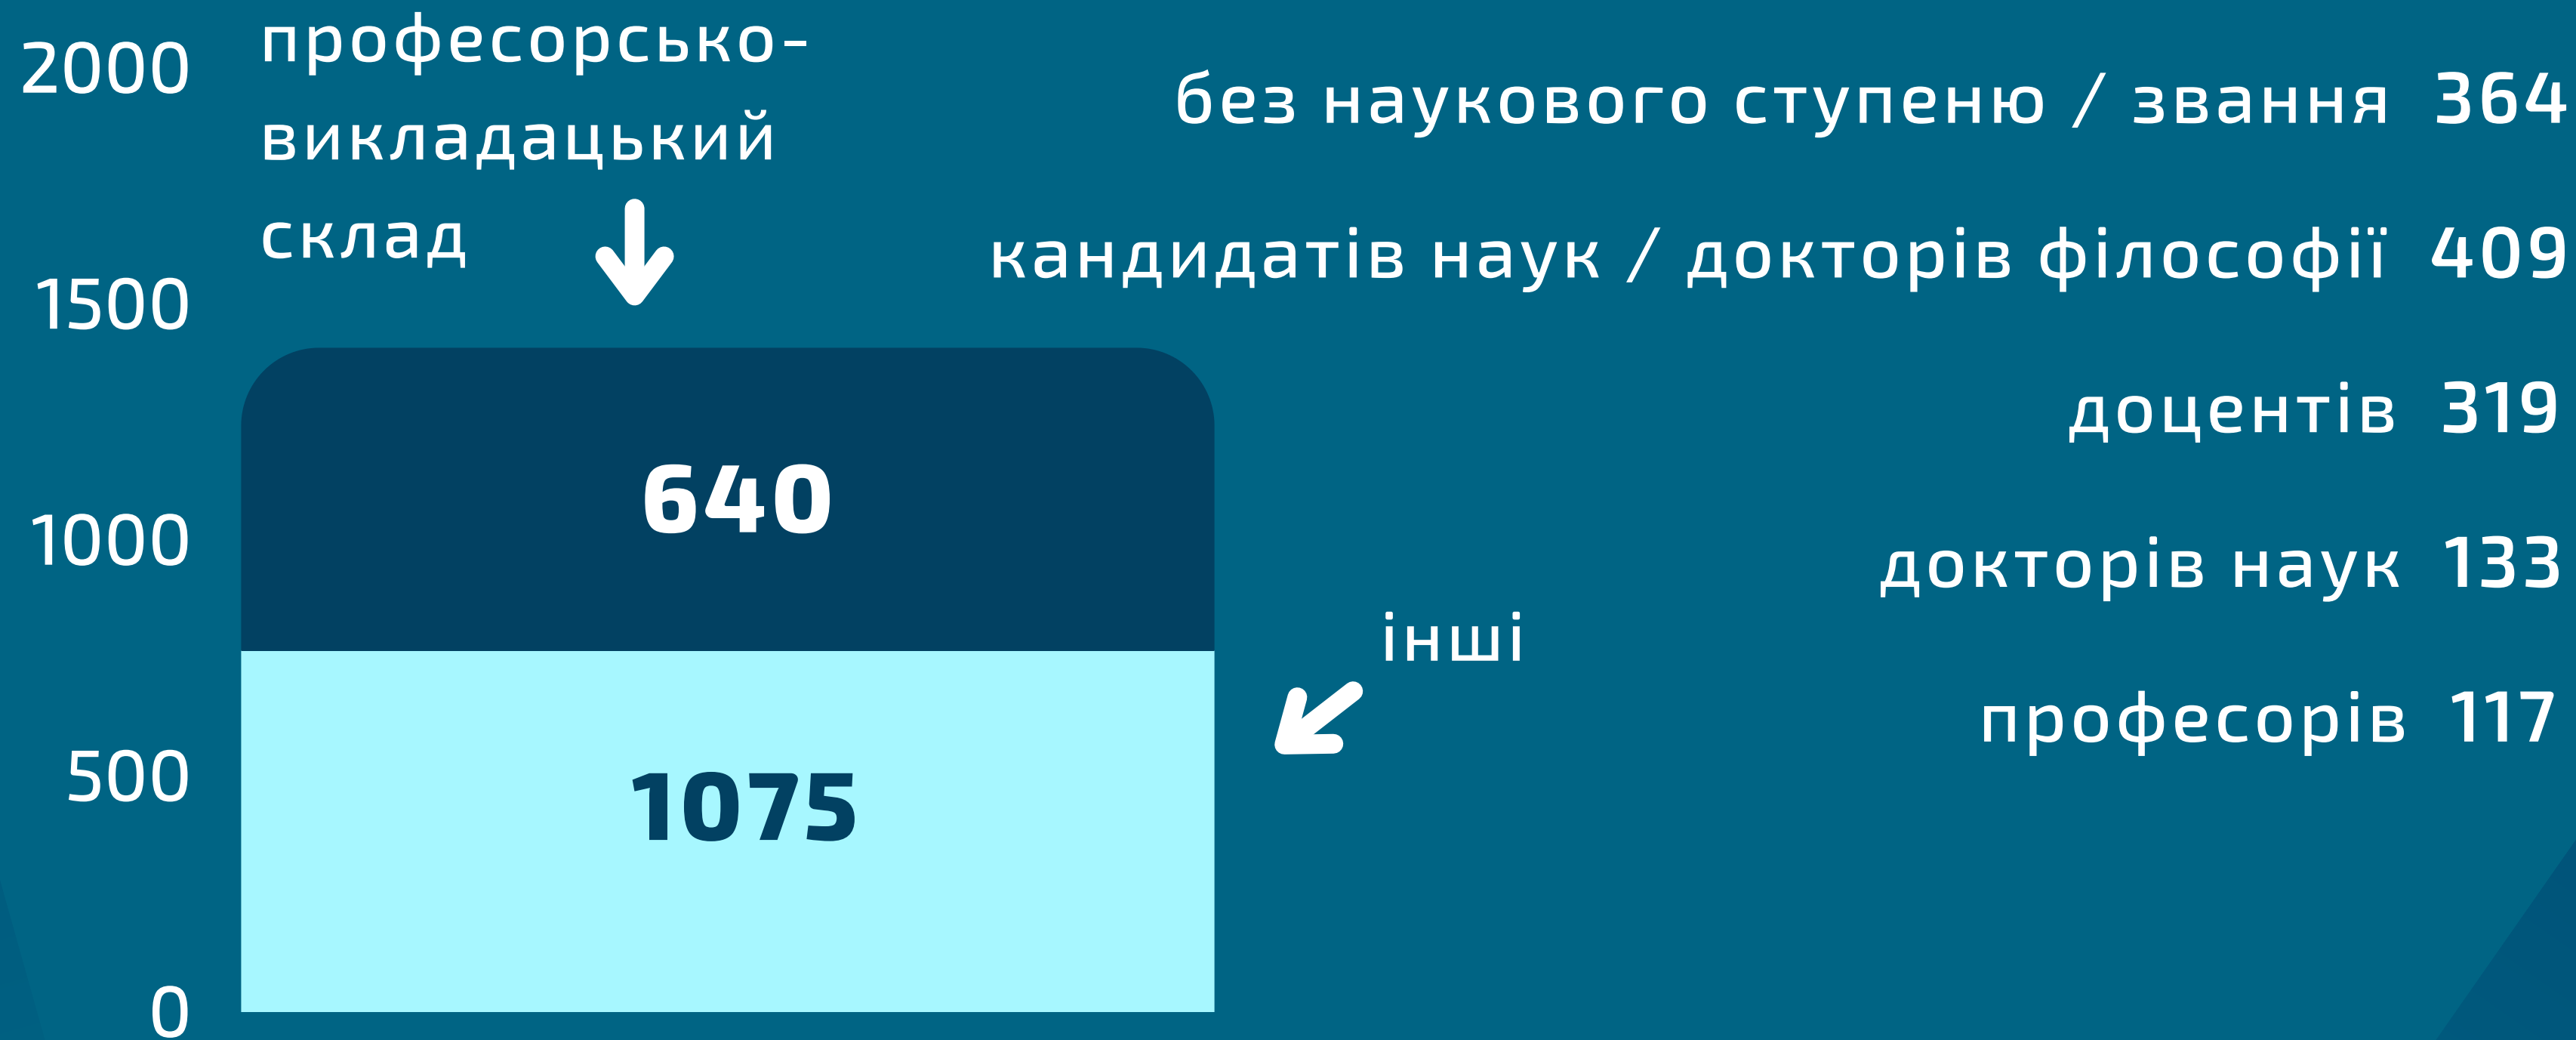 2000
1500
1000
500
0
професорсько-
викладацький
склад
640
1075
інші
без наукового ступеню / звання 364
кандидатів наук / докторів філософії 409
доцентів 319
докторів наук 133
професорів 117